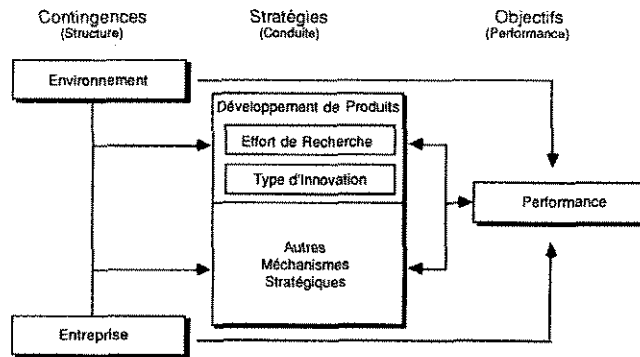 Contingences
(Structure)
Stratégies
(Conduite)
Objectifs
(Performance)
Environnement
Développement de Produits
Effort de Recherche
Type d'Innovation
Performance
Autres
Méchanismes
Stratégiques
Entreprise